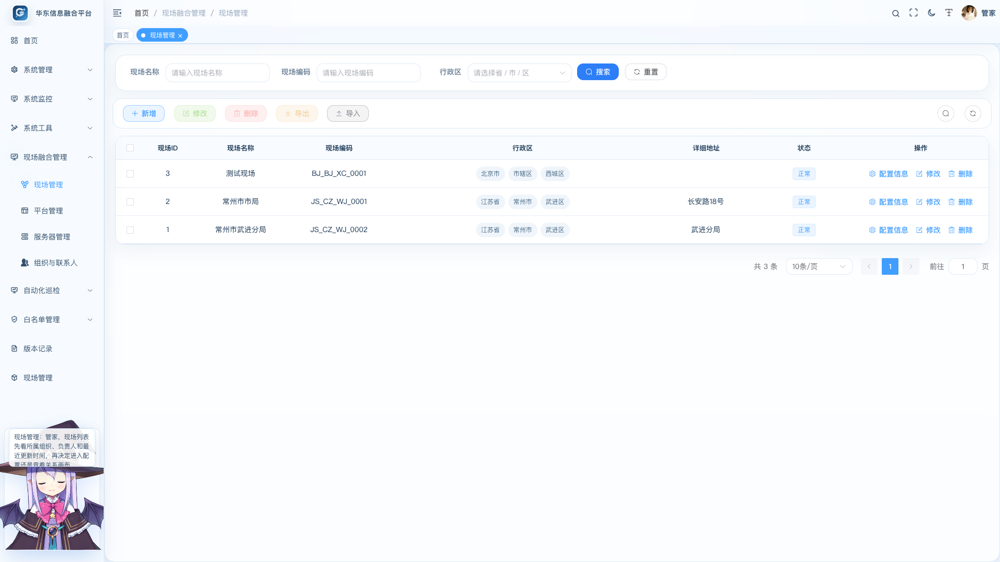 华东信息融合平台
首页 / 现场融合管理 / 现场管理
管家
首页
现场管理
首页
系统管理
系统监控
系统工具
现场融合管理
现场管理
平台管理
服务器管理
组织与联系人
自动化巡检
白名单管理
版本记录
现场管理
现场管理：管家，现场列表
先看所属组织、负责人和最
近更新时间，再决定进入配
置还是查看关系画布
现场名称 请输入现场名称 现场编码 请输入现场编码 行政区 请选择省 / 市 / 区 搜索 重置
新增 修改 删除 导出 导入
现场ID 现场名称 现场编码 行政区 详细地址 状态 操作
3 测试现场 BJ_BJ_XC_0001 北京市 市辖区 西城区 正常 配置信息 修改 删除
2 常州市市局 JS_CZ_WJ_0001 江苏省 常州市 武进区 长安路18号 正常 配置信息 修改 删除
1 常州市武进分局 JS_CZ_WJ_0002 江苏省 常州市 武进区 武进分局 正常 配置信息 修改 删除
共 3 条 10条/页 1 前往 1 页